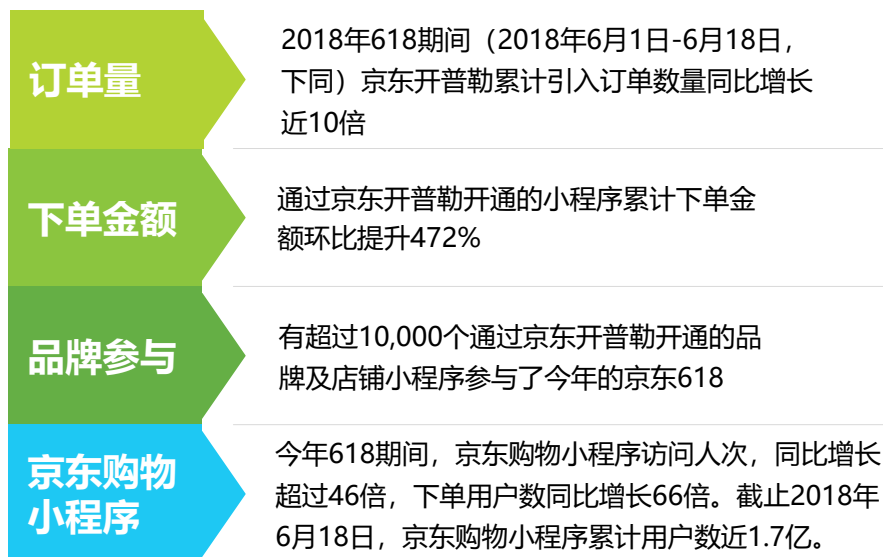 订单量
2018年618期间（2018年6月1日-6月18日，
下同）京东开普勒累计引入订单数量同比增长
近10倍
下单金额
通过京东开普勒开通的小程序累计下单金
额环比提升472%
品牌参与
有超过10,000个通过京东开普勒开通的品
牌及店铺小程序参与了今年的京东618
京东购物
小程序
今年618期间，京东购物小程序访问人次，同比增长
超过46倍，下单用户数同比增长66倍。截止2018年
6月18日，京东购物小程序累计用户数近1.7亿。